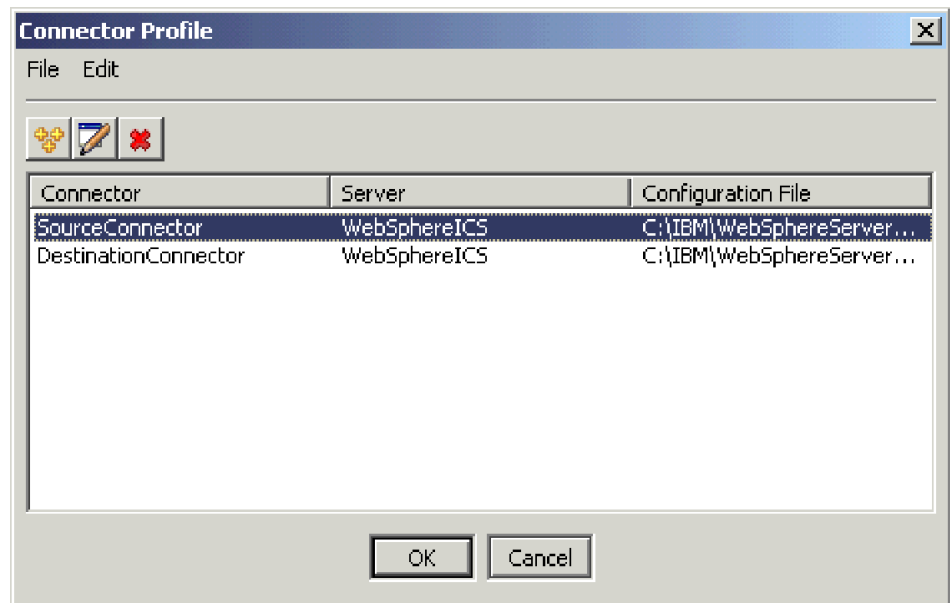 Connector Profile
File Edit
Connector Server Configuration File
SourceConnector WebSphereICS C:\IBM\WebSphereServer...
DestinationConnector WebSphereICS C:\IBM\WebSphereServer...
OK Cancel